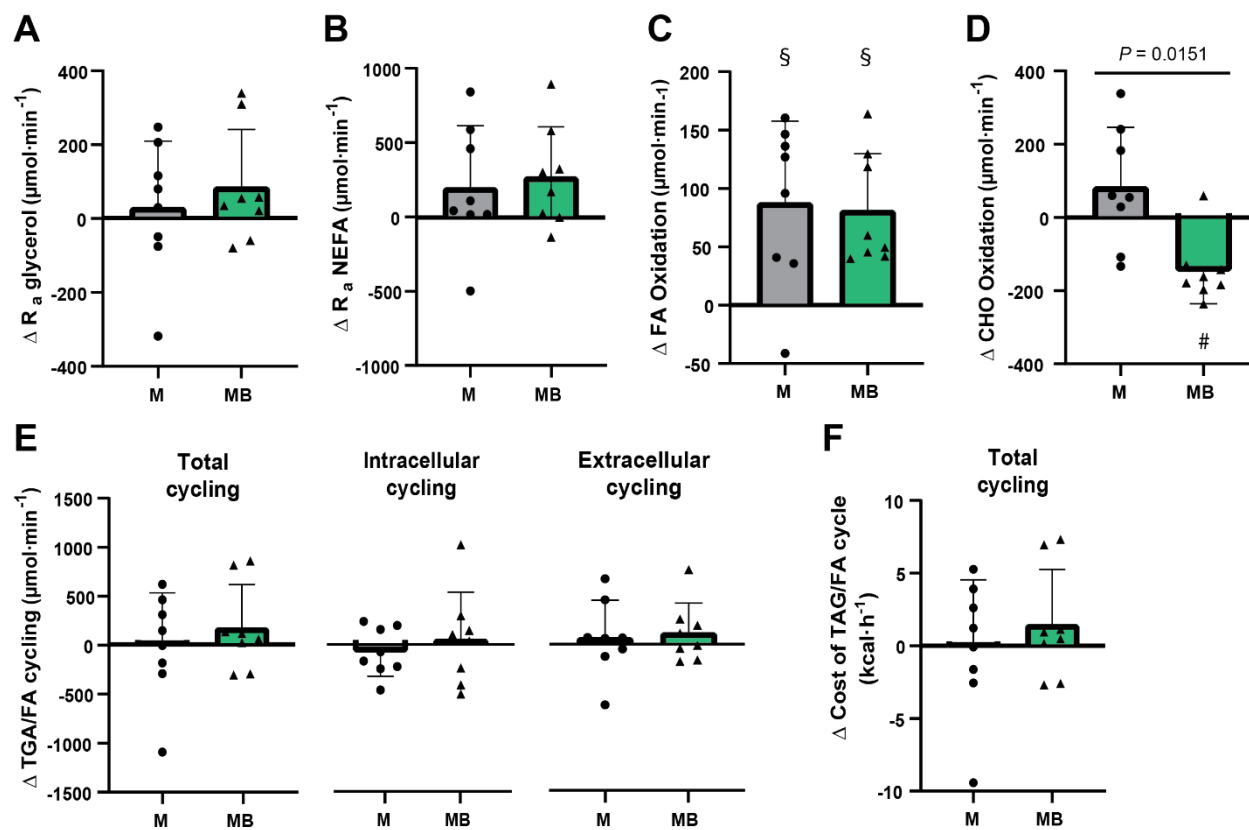 A
Δ R a glycerol (µmol·min⁻¹)
400
200
0
-200
-400
M
MB
B
Δ R a NEFA (µmol·min⁻¹)
1000
500
0
-500
-1000
M
MB
C
§
§
Δ FA Oxidation (µmol·min-1)
200
150
100
50
0
-50
M
MB
D
P = 0.0151
Δ CHO Oxidation (µmol·min⁻¹)
400
200
0
-200
-400
#
M
MB
E
Total
cycling
Intracellular
cycling
Extracellular
cycling
Δ TGA/FA cycling (µmol·min⁻¹)
1500
1000
500
0
-500
-1000
-1500
M
MB
M
MB
M
MB
F
Total
cycling
Δ Cost of TAG/FA cycle
(kcal·h⁻¹)
10
5
0
-5
-10
M
MB